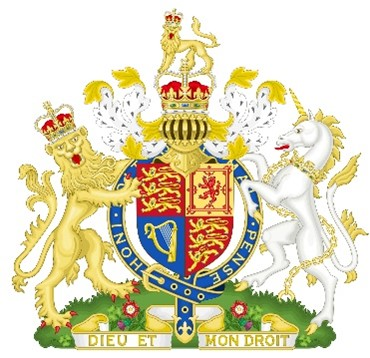 HONI
PENSE
DIEU ET MON DROIT